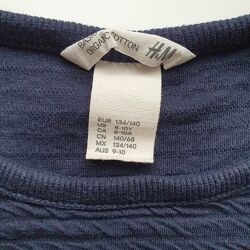 ORGANIC COTTON
H&M
EUR 134/140
US 8-10Y
CA 8-10A
CN 140/68
MX 134/140
AUS 9-10